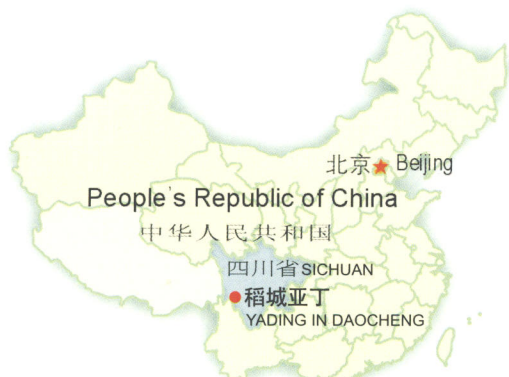 北京 Beijing
People's Republic of China
中华人民共和国
四川省 SICHUAN
稻城亚丁
YADING IN DAOCHENG